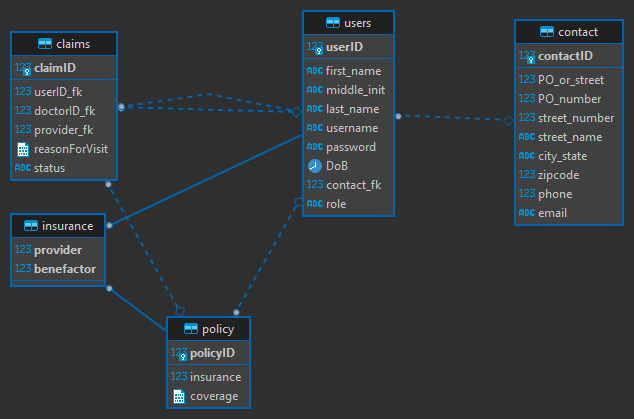 claims
123 claimID
123 userID_fk
123 doctorID_fk
123 provider_fk
reasonForVisit
ABC status
users
123 userID
ABC first_name
ABC middle_init
ABC last_name
ABC username
ABC password
DoB
123 contact_fk
ABC role
contact
123 contactID
123 PO_or_street
123 PO_number
123 street_number
ABC street_name
ABC city_state
123 zipcode
123 phone
ABC email
insurance
123 provider
123 benefactor
policy
123 policyID
123 insurance
coverage